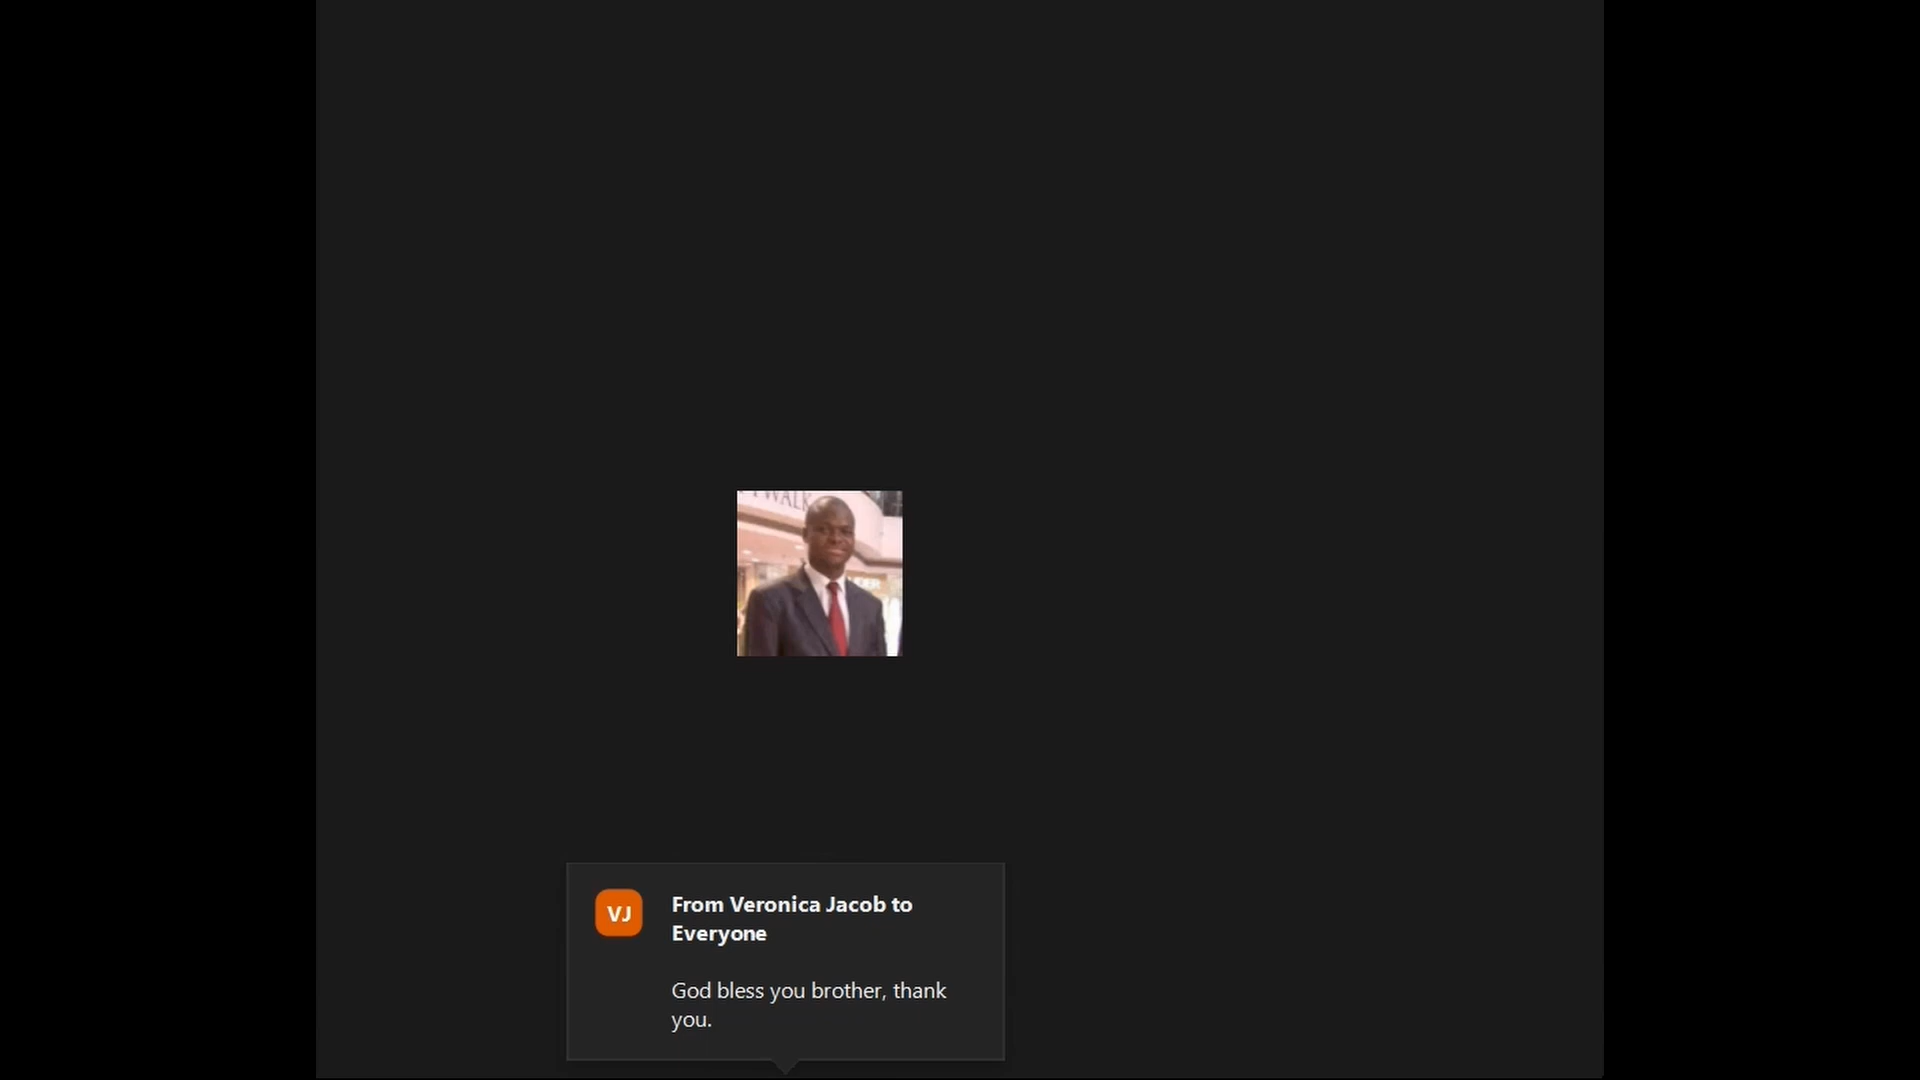 VJ
From Veronica Jacob to
Everyone
God bless you brother, thank
you.